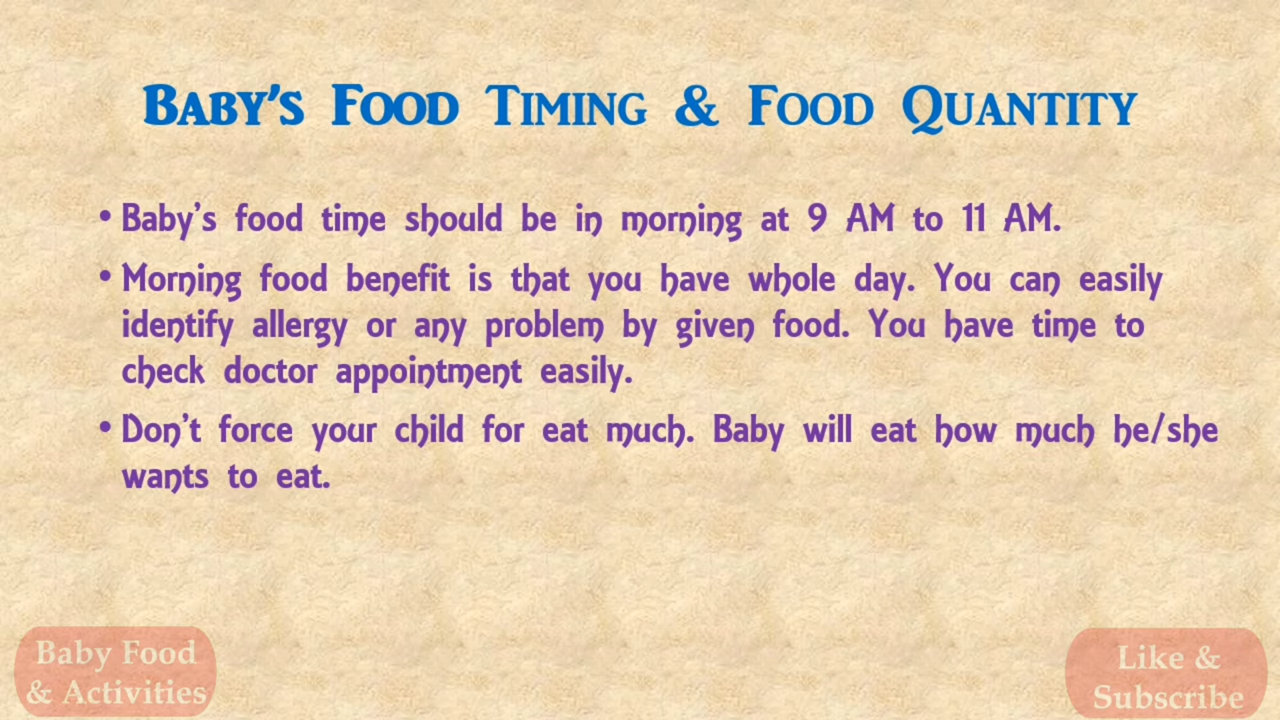 Baby's Food Timing & Food Quantity
• Baby's food time should be in morning at 9 AM to 11 AM.
• Morning food benefit is that you have whole day. You can easily
identify allergy or any problem by given food. You have time to
check doctor appointment easily.
• Don't force your child for eat much. Baby will eat how much he/she
wants to eat.
Baby Food
& Activities
Like &
Subscribe